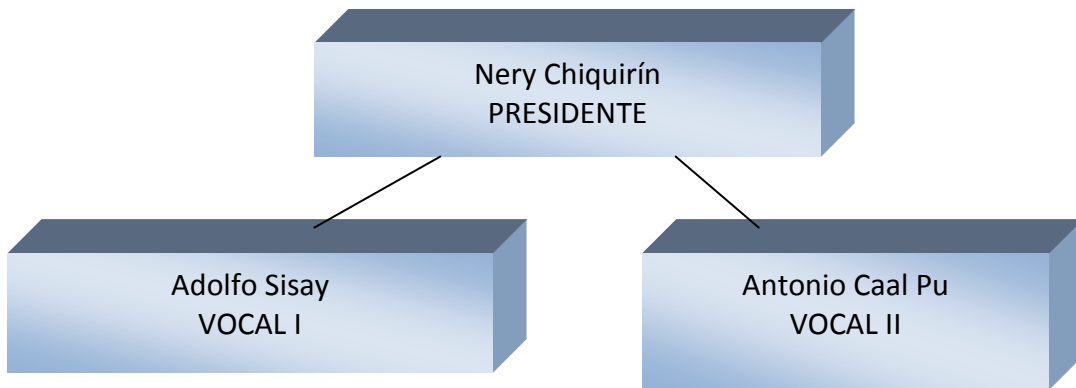 Nery Chiquirín
PRESIDENTE
Adolfo Sisay
VOCAL I
Antonio Caal Pu
VOCAL II